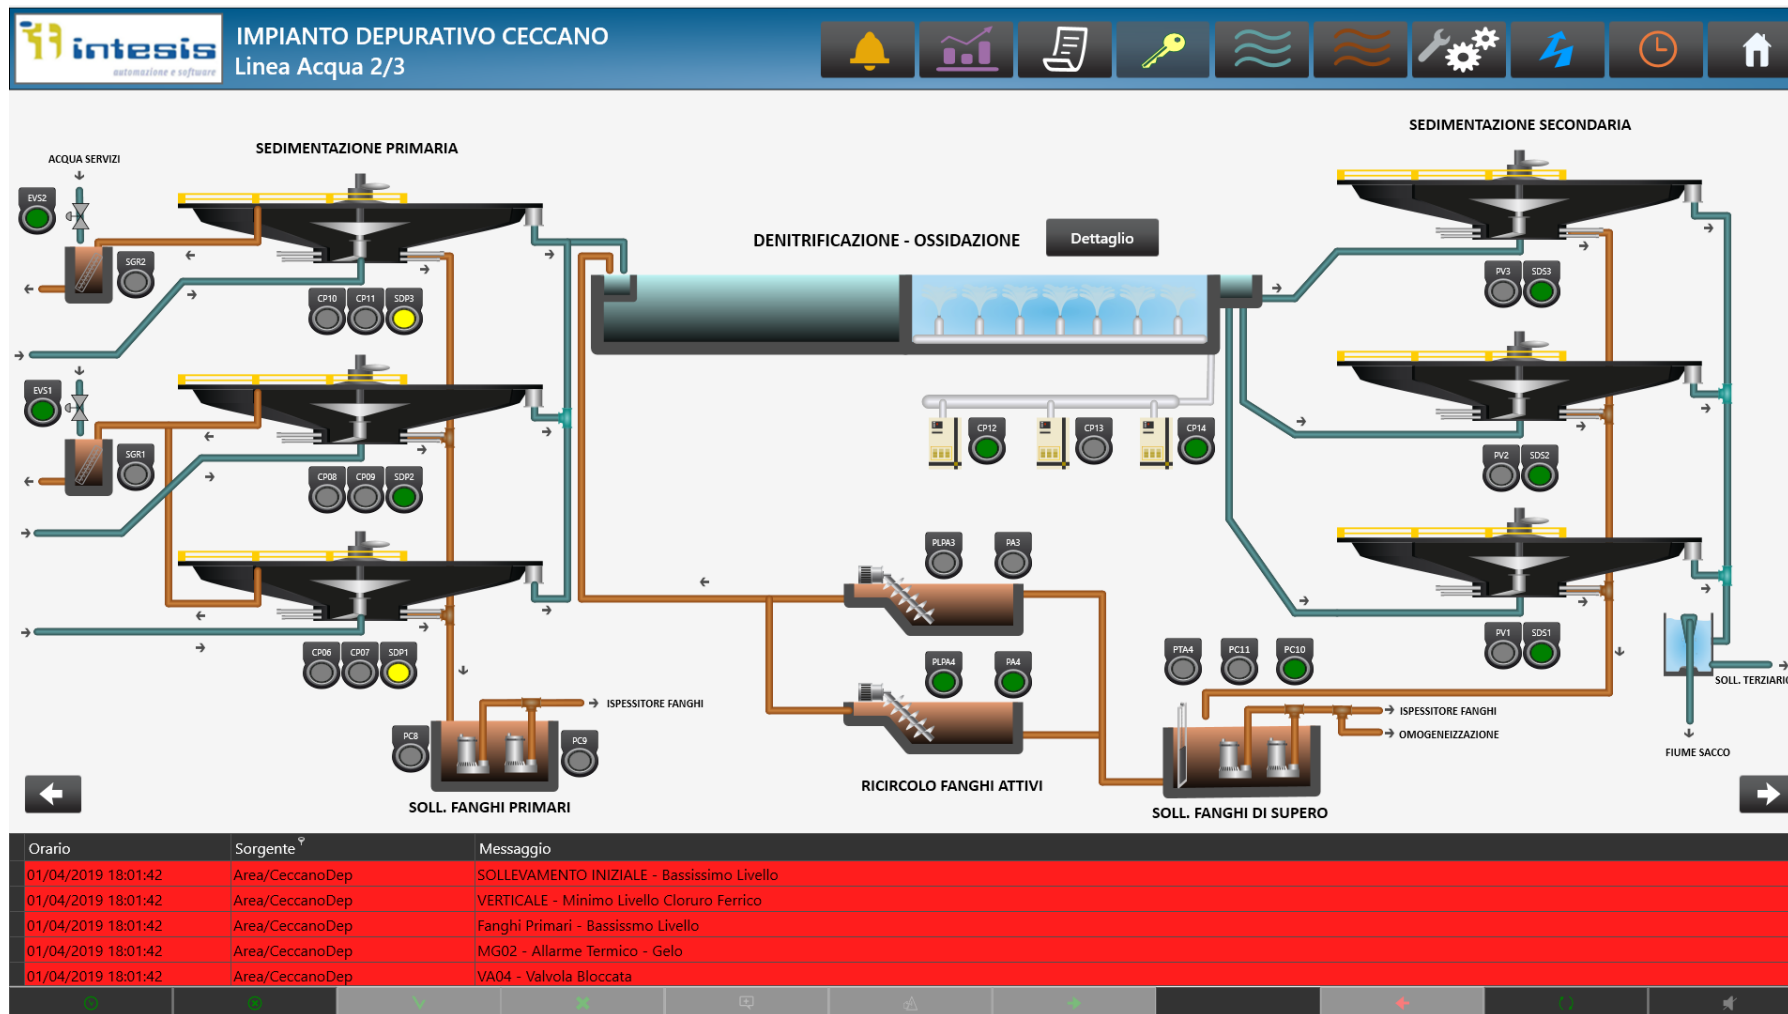 intesis
automazione e software
IMPIANTO DEPURATIVO CECCANO
Linea Acqua 2/3
SEDIMENTAZIONE SECONDARIA
SEDIMENTAZIONE PRIMARIA
ACQUA SERVIZI
EVS2
SGR2
CP10 CP11 SDP3
DENITRIFICAZIONE - OSSIDAZIONE
Dettaglio
PV3 SDS3
EVS1
SGR1
CP08 CP09 SDP2
CP12
CP13
CP14
PV2 SDS2
PLPA3
PA3
CP06 CP07 SDP1
PLPA4
PA4
PTA4
PC11
PC10
PV1 SDS1
SOLL. TERZIARIO
ISPESSITORE FANGHI
ISPESSITORE FANGHI
OMOGENEIZZAZIONE
PC8
PC9
FIUME SACCO
RICIRCOLO FANGHI ATTIVI
SOLL. FANGHI PRIMARI
SOLL. FANGHI DI SUPERO
Orario Sorgente Messaggio
01/04/2019 18:01:42 Area/CeccanoDep SOLLEVAMENTO INIZIALE - Bassissimo Livello
01/04/2019 18:01:42 Area/CeccanoDep VERTICALE - Minimo Livello Cloruro Ferrico
01/04/2019 18:01:42 Area/CeccanoDep Fanghi Primari - Bassissmo Livello
01/04/2019 18:01:42 Area/CeccanoDep MG02 - Allarme Termico - Gelo
01/04/2019 18:01:42 Area/CeccanoDep VA04 - Valvola Bloccata